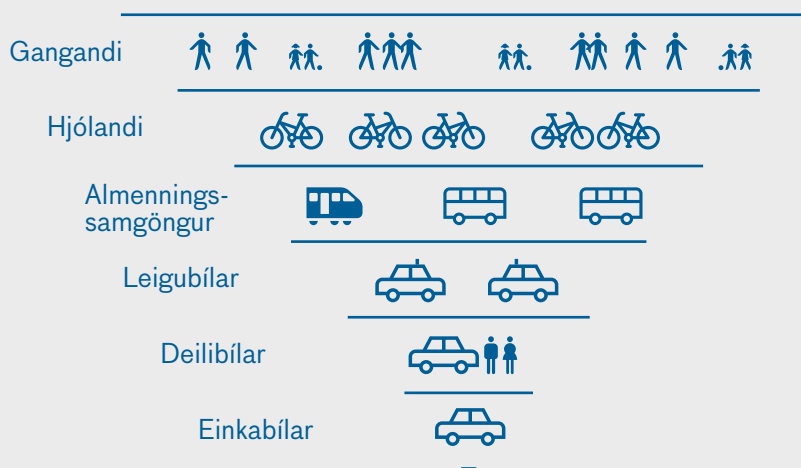 Gangandi
Hjólandi
Almennings-
samgöngur
Leigubílar
Deilibílar
Einkabílar